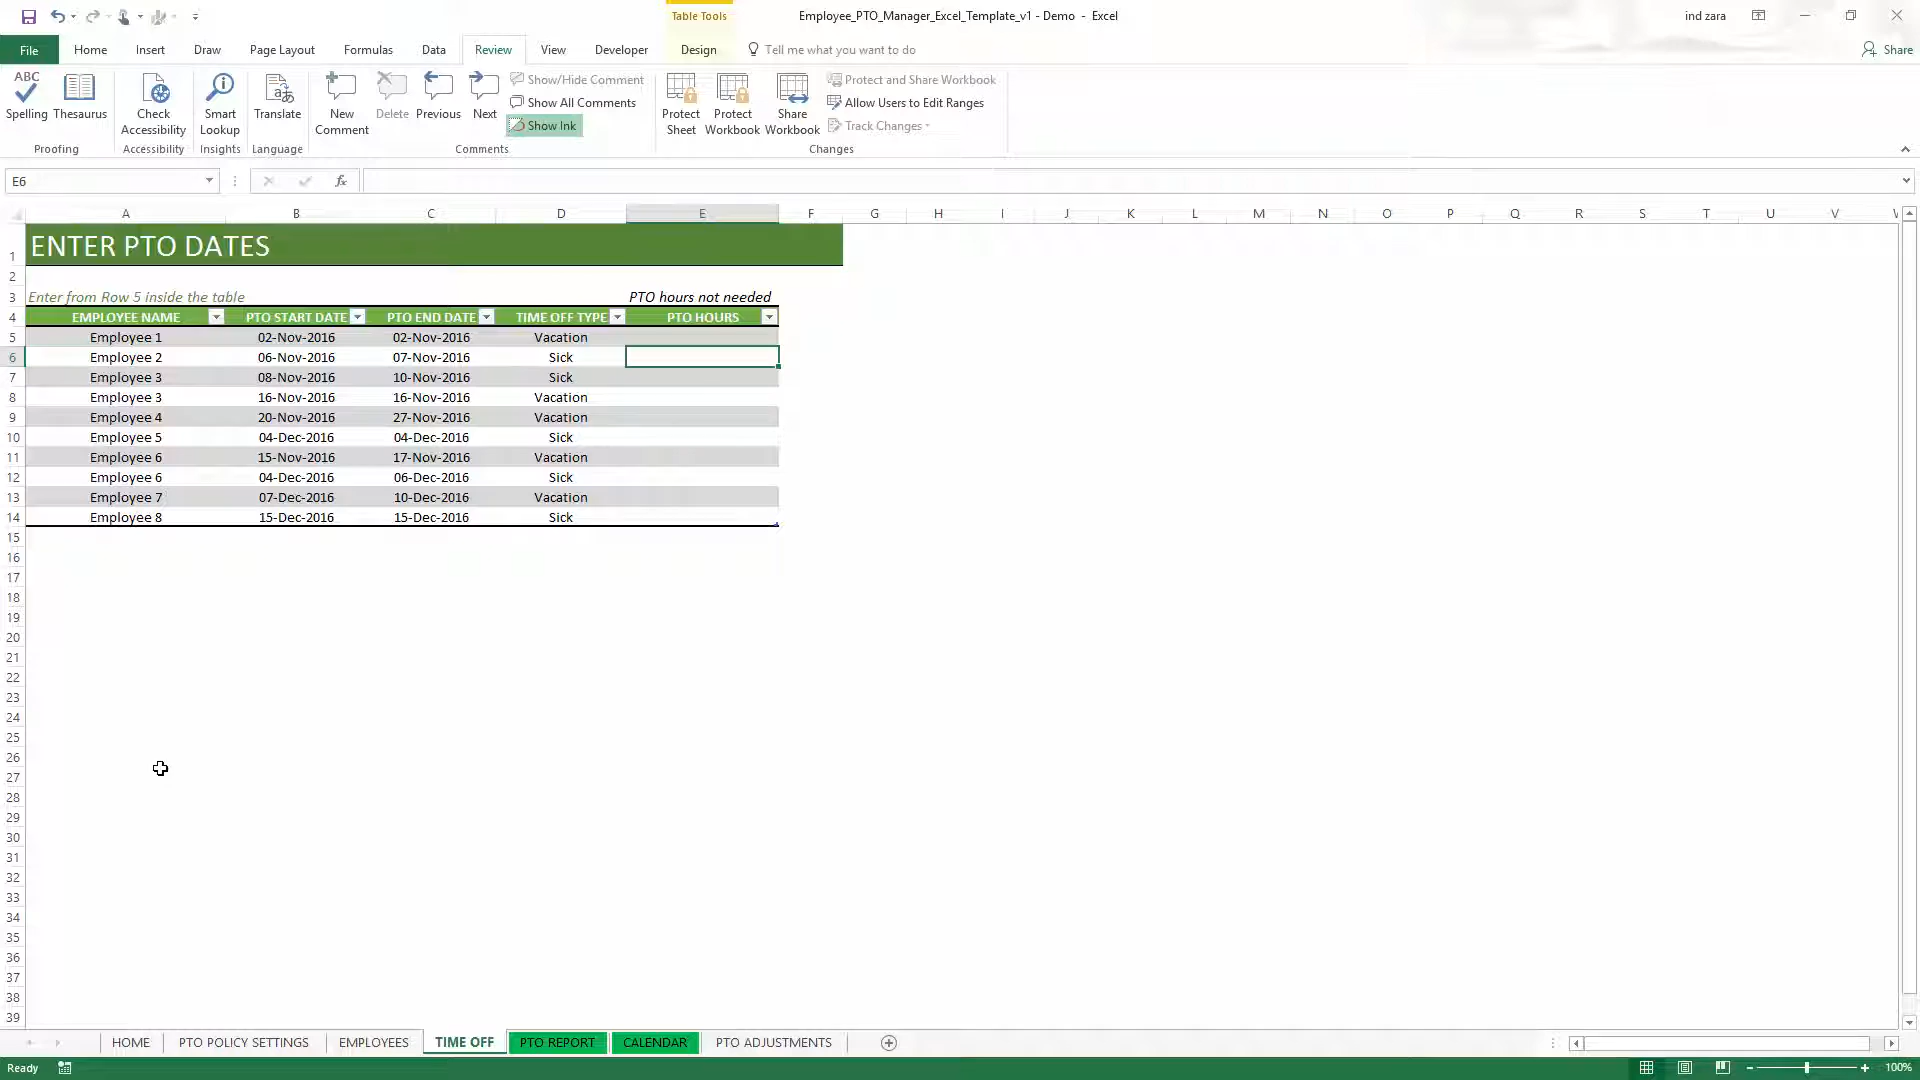 Table Tools
Employee_PTO_Manager_Excel_Template_v1 - Demo - Excel
ind zara
File Home Insert Draw Page Layout Formulas Data Review View Developer Design Tell me what you want to do Share
ABC
Spelling Thesaurus
Proofing
Check Accessibility
Accessibility
Smart Lookup
Insights
Translate
Language
New Comment
Delete Previous Next
Show/Hide Comment
Show All Comments
Show Ink
Comments
Protect Sheet
Protect Workbook
Share Workbook
Protect and Share Workbook
Allow Users to Edit Ranges
Track Changes
Changes
E6 fx
A B C D E F G H I J K L M N O P Q R S T U V
1 ENTER PTO DATES
2
3 Enter from Row 5 inside the table PTO hours not needed
4 EMPLOYEE NAME PTO START DATE PTO END DATE TIME OFF TYPE PTO HOURS
5 Employee 1 02-Nov-2016 02-Nov-2016 Vacation
6 Employee 2 06-Nov-2016 07-Nov-2016 Sick
7 Employee 3 08-Nov-2016 10-Nov-2016 Sick
8 Employee 3 16-Nov-2016 16-Nov-2016 Vacation
9 Employee 4 20-Nov-2016 27-Nov-2016 Vacation
10 Employee 5 04-Dec-2016 04-Dec-2016 Sick
11 Employee 6 15-Nov-2016 17-Nov-2016 Vacation
12 Employee 6 04-Dec-2016 06-Dec-2016 Sick
13 Employee 7 07-Dec-2016 10-Dec-2016 Vacation
14 Employee 8 15-Dec-2016 15-Dec-2016 Sick
15
16
17
18
19
20
21
22
23
24
25
26
27
28
29
30
31
32
33
34
35
36
37
38
39
HOME PTO POLICY SETTINGS EMPLOYEES TIME OFF PTO REPORT CALENDAR PTO ADJUSTMENTS
Ready 100%